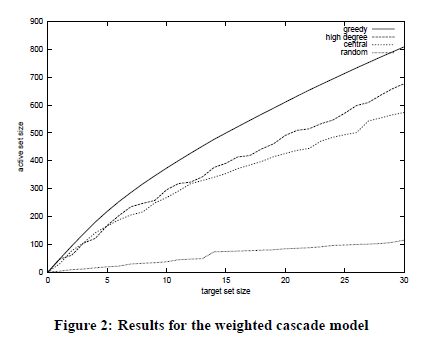 900
800
700
600
500
400
300
200
100
0
active set size
greedy
high degree
central
random
0 5 10 15 20 25 30
target set size
Figure 2: Results for the weighted cascade model